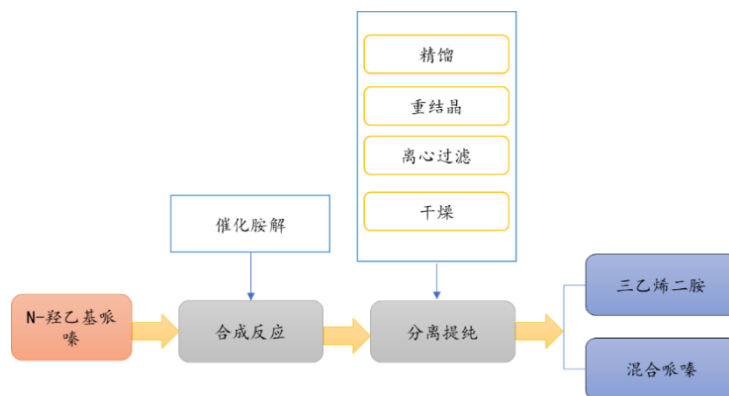 精馏
重结晶
离心过滤
干燥
催化胺解
N-羟乙基哌
嗪
合成反应
分离提纯
三乙烯二胺
混合哌嗪